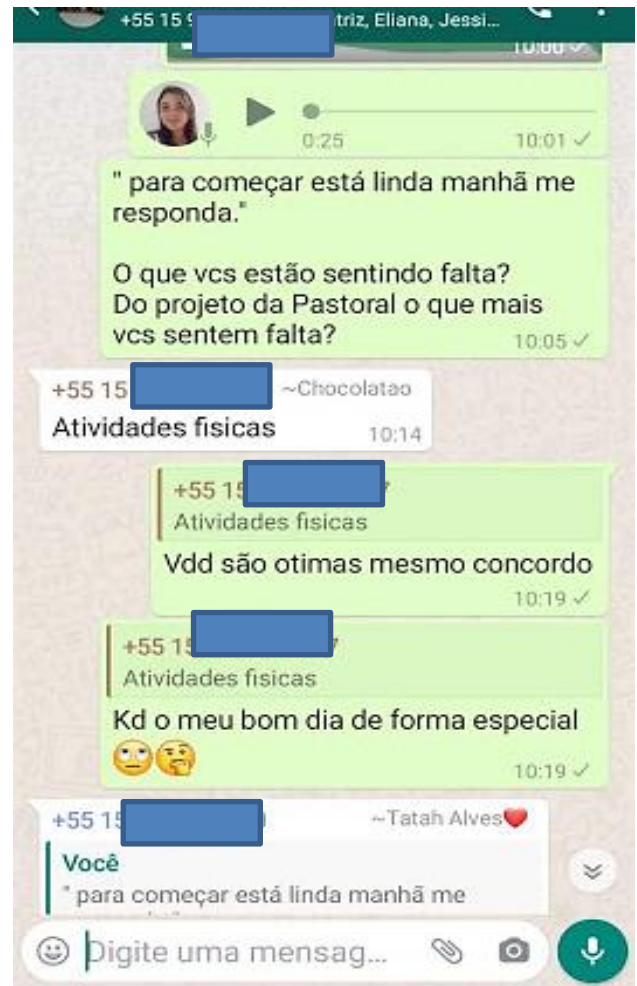 +55 15 9 triz, Eliana, Jessi...
10:00
0:25 10:01
" para começar está linda manhã me
responda."
O que vcs estão sentindo falta?
Do projeto da Pastoral o que mais
vcs sentem falta?
10:05
+55 15 ~Chocolatao
Atividades fisicas
10:14
+55 15
Atividades fisicas
Vdd são otimas mesmo concordo
10:19
+55 15 7
Atividades fisicas
Kd o meu bom dia de forma especial
🙄🤔
10:19
+55 15 ~Tatah Alves❤️
Você
" para começar está linda manhã me
Digite uma mensag...